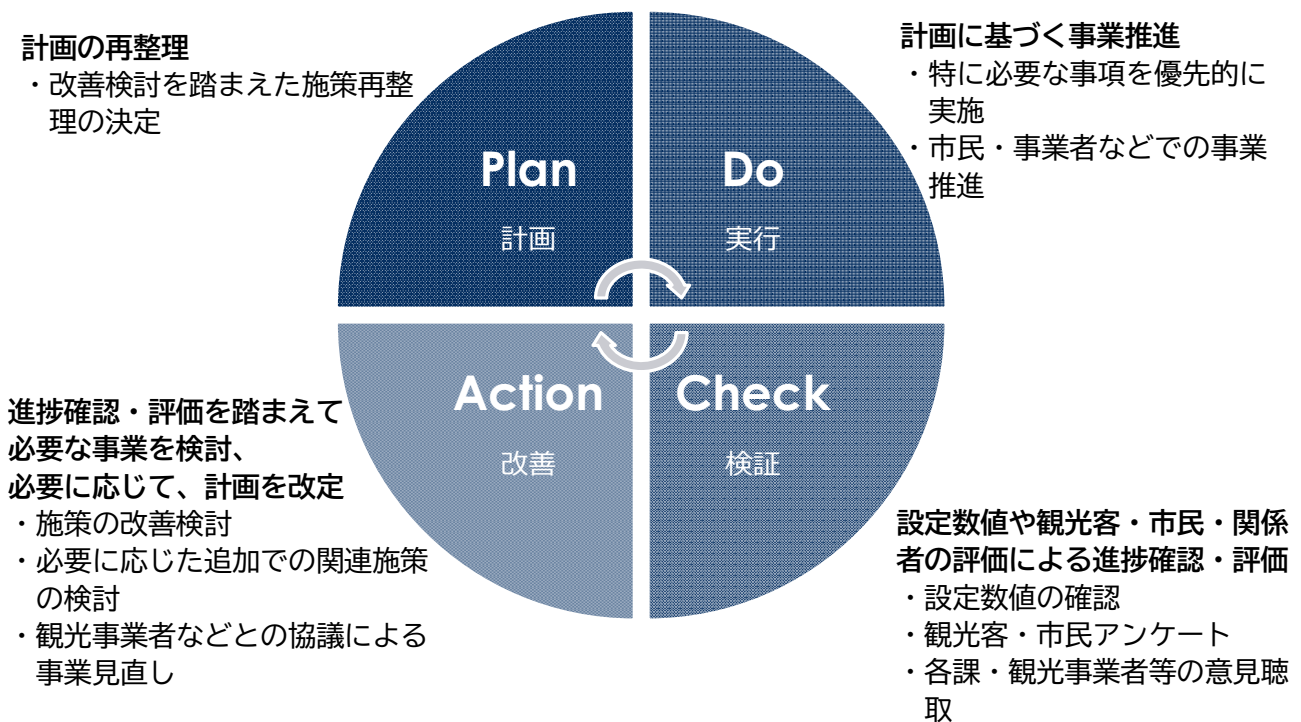 計画の再整理
・改善検討を踏まえた施策再整
理の決定
計画に基づく事業推進
・特に必要な事項を優先的に
実施
・市民・事業者などでの事業
推進
Plan
計画
Do
実行
Action
改善
Check
検証
進捗確認・評価を踏まえて
必要な事業を検討、
必要に応じて、計画を改定
・施策の改善検討
・必要に応じた追加での関連施策
の検討
・観光事業者などとの協議による
事業見直し
設定数値や観光客・市民・関係
者の評価による進捗確認・評価
・設定数値の確認
・観光客・市民アンケート
・各課・観光事業者等の意見聴
取